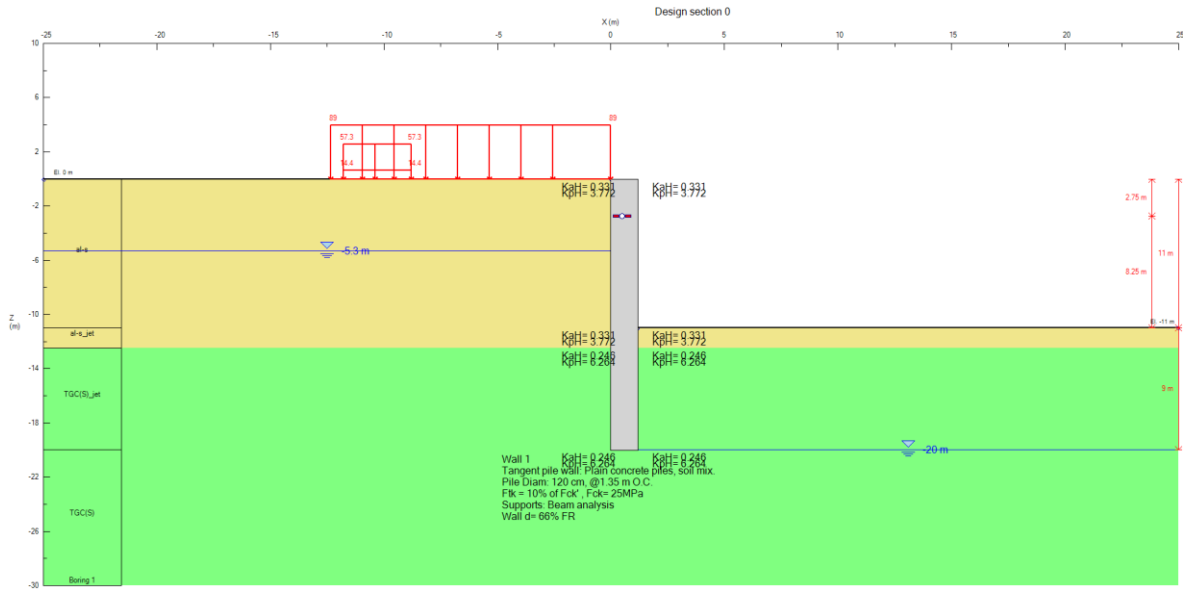 Design section 0
X (m)
-25 -20 -15 -10 -5 0 5 10 15 20 25
10
6
89 89
57.3 57.3
2
14.4 14.4
El. 0 m
KaH= 0.331 KaH= 0.331
KpH= 3.772 KpH= 3.772
2.75 m
-2
af-s
-5.3 m
-6
11 m
8.25 m
-10
Z
(m)
El. -11 m
af-s_jet
KaH= 0.331 KaH= 0.331
KpH= 3.772 KpH= 3.772
KaH= 0.246 KaH= 0.246
KpH= 6.264 KpH= 6.264
-14
TGC(S)_jet
9 m
-18
-20 m
Wall 1 KaH= 0.246 KaH= 0.246
KpH= 6.264 KpH= 6.264
Tangent pile wall: Plain concrete piles, soil mix.
-22
Pile Diam: 120 cm, @1.35 m O.C.
Ftk = 10% of Fck' , Fck= 25MPa
TGC(S)
Supports: Beam analysis
Wall d= 66% FR
-26
Boring 1
-30